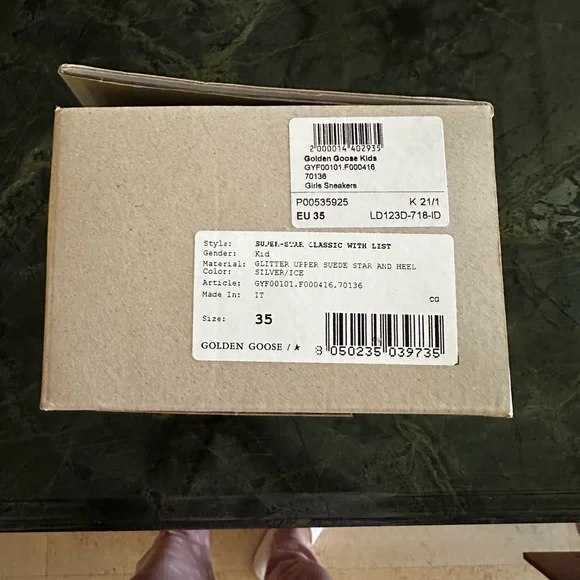 2 000014 402935
Golden Goose Kids
GYF00101.F000416
70136
Girls Sneakers
P00535925 K 21/1
EU 35 LD123D-718-ID
Style: SUPER-STAR CLASSIC WITH LIST
Gender: Kid
Material: GLITTER UPPER SUEDE STAR AND HEEL
Color: SILVER/ICE
Article: GYF00101.F000416.70136
Made In: IT CG
Size: 35
GOLDEN GOOSE / ★
8 050235 039735